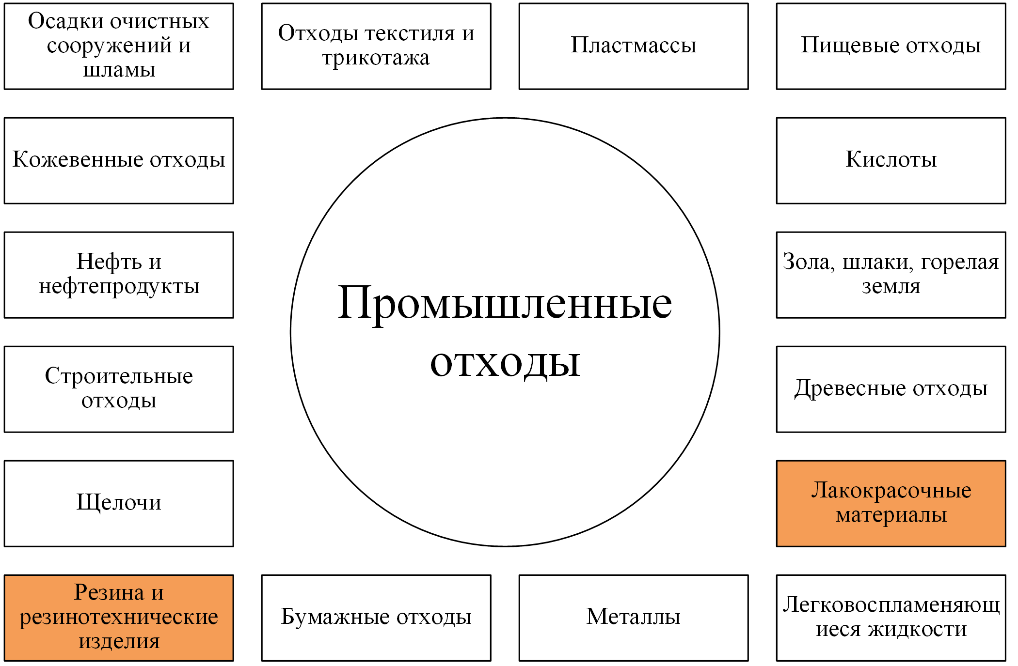 Осадки очистных
сооружений и
шламы
Отходы текстиля и
трикотажа
Пластмассы
Пищевые отходы
Кожевенные отходы
Кислоты
Нефть и
нефтепродукты
Зола, шлаки, горелая
земля
Промышленные
отходы
Строительные
отходы
Древесные отходы
Щелочи
Лакокрасочные
материалы
Резина и
резинотехнические
изделия
Бумажные отходы
Металлы
Легковоспламеняющ
иеся жидкости